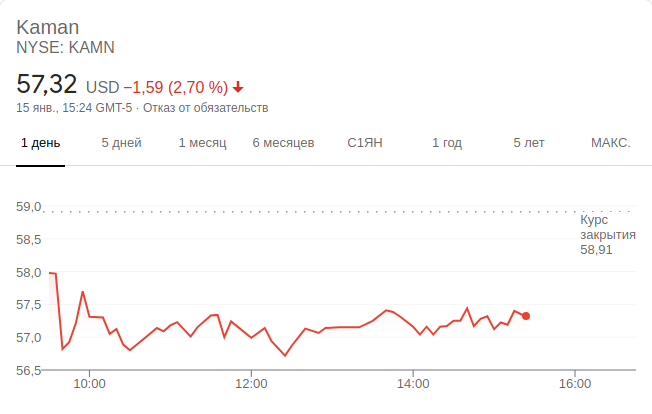 Kaman
NYSE: KAMN
57,32 USD −1,59 (2,70 %)
15 янв., 15:24 GMT-5 · Отказ от обязательств
1 день 5 дней 1 месяц 6 месяцев С1ЯН 1 год 5 лет МАКС.
59,0
Курс
закрытия
58,91
58,5
58,0
57,5
57,0
56,5
10:00 12:00 14:00 16:00